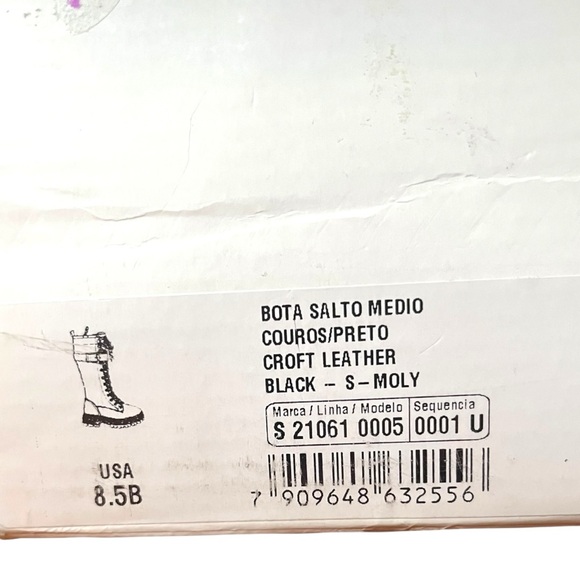 BOTA SALTO MEDIO
COUROS/PRETO
CROFT LEATHER
BLACK -- S-MOLY
Marca / Linha / Modelo Sequencia
S 21061 0005 0001 U
USA
8.5B
7 909648 632556